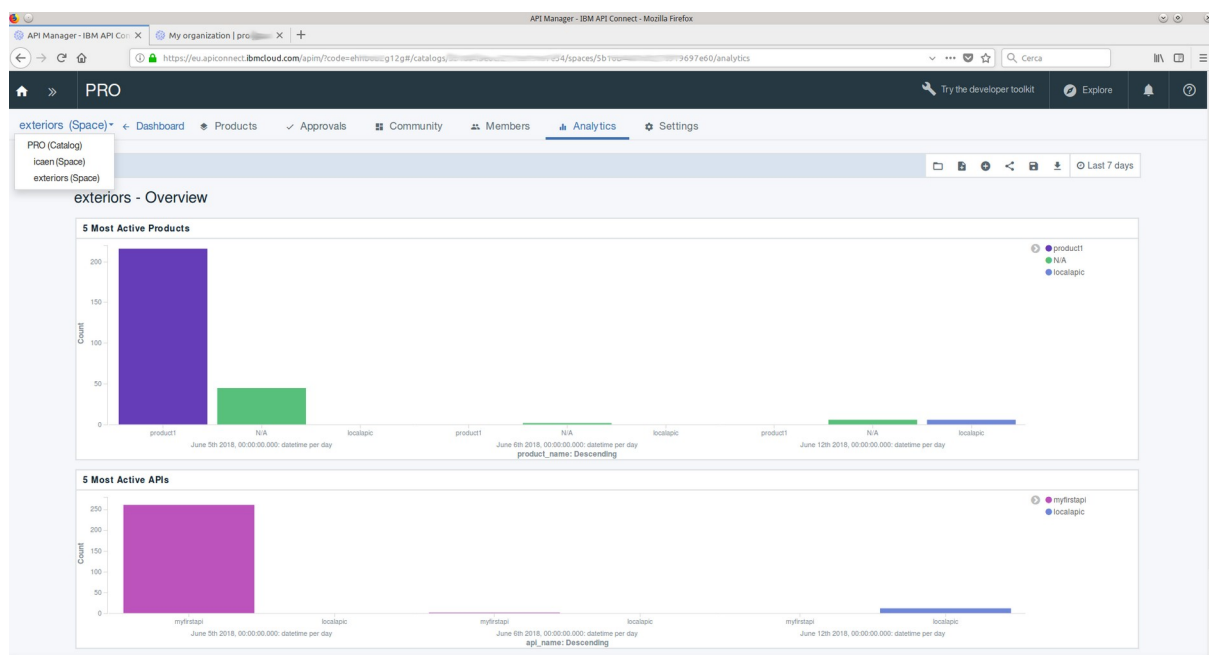 API Manager - IBM API Connect - Mozilla Firefox
API Manager - IBM API Con
My organization | pro
https://eu.apiconnect.ibmcloud.com/apim/?code=eh g12g#/catalogs/ 54/spaces/5b 9697e60/analytics
Cerca
PRO
Try the developer toolkit
Explore
exteriors (Space)
Dashboard
Products
Approvals
Community
Members
Analytics
Settings
PRO (Catalog)
icaen (Space)
exteriors (Space)
Last 7 days
exteriors - Overview
5 Most Active Products
product1
N/A
localapic
200
150
100
50
0
Count
product1 N/A localapic product1 N/A localapic product1 N/A localapic
June 5th 2018, 00:00:00.000: datetime per day June 6th 2018, 00:00:00.000: datetime per day June 12th 2018, 00:00:00.000: datetime per day
product_name: Descending
5 Most Active APIs
myfirstapi
localapic
250
200
150
100
50
0
Count
myfirstapi localapic myfirstapi localapic myfirstapi localapic
June 5th 2018, 00:00:00.000: datetime per day June 6th 2018, 00:00:00.000: datetime per day June 12th 2018, 00:00:00.000: datetime per day
api_name: Descending